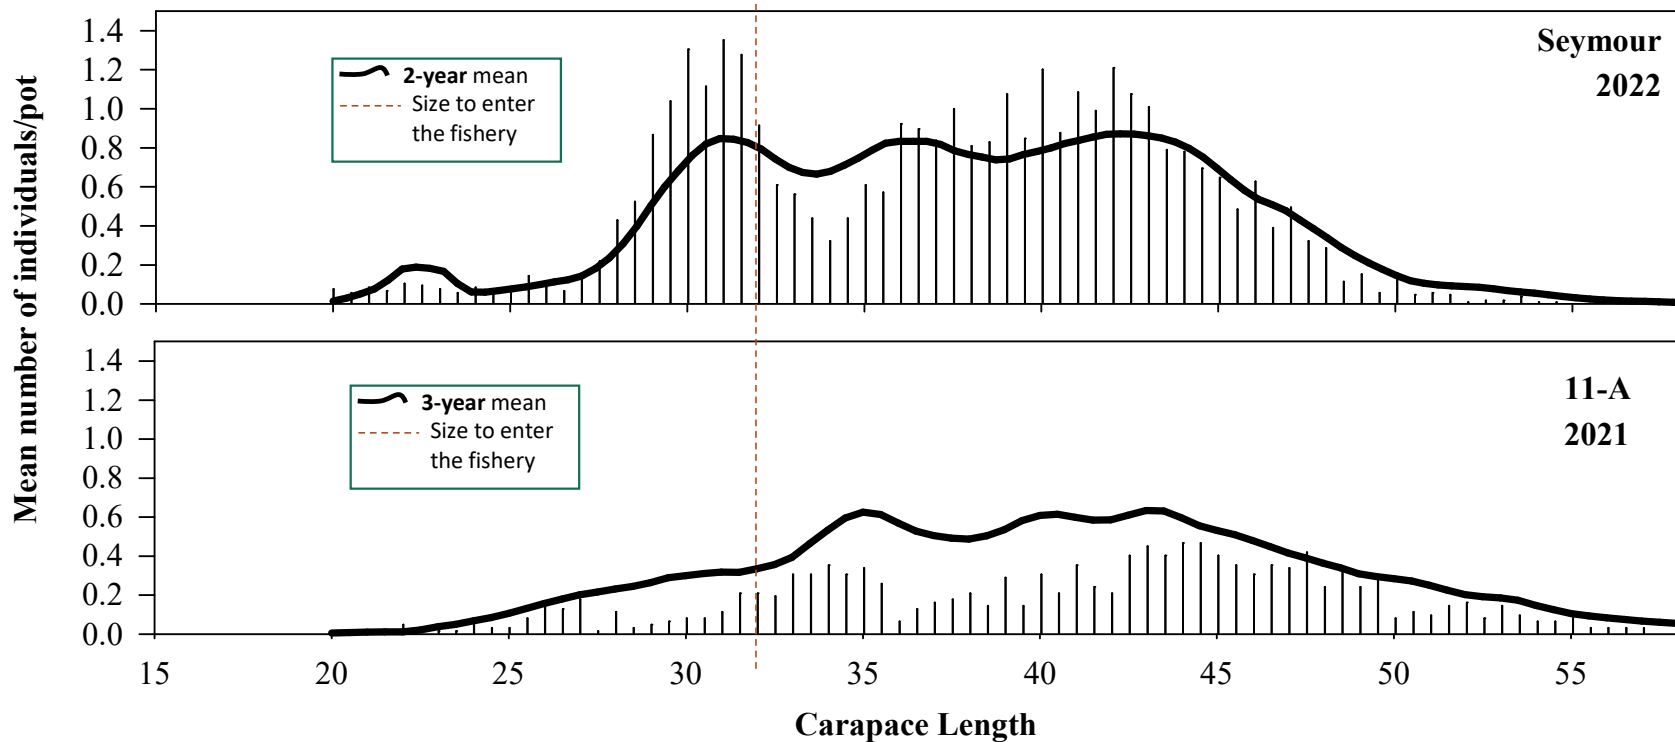 Mean number of individuals/pot
1.4
1.2
1.0
0.8
0.6
0.4
0.2
0.0
2-year mean
Size to enter
the fishery
Seymour
2022
1.4
1.2
1.0
0.8
0.6
0.4
0.2
0.0
3-year mean
Size to enter
the fishery
11-A
2021
15 20 25 30 35 40 45 50 55
Carapace Length